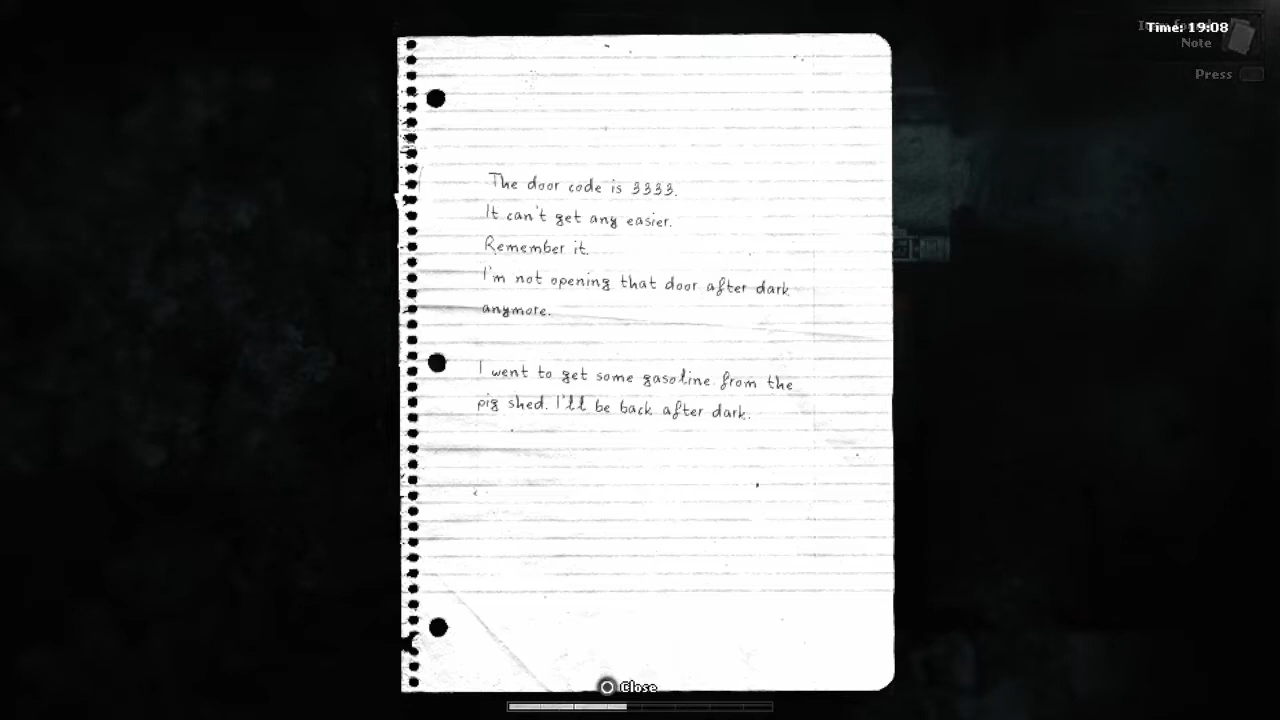 Time: 19:08
Note
Press
The door code is 3333.
It can't get any easier.
Remember it.
I'm not opening that door after dark
anymore.
I went to get some gasoline from the
pig shed. I'll be back after dark.
Close